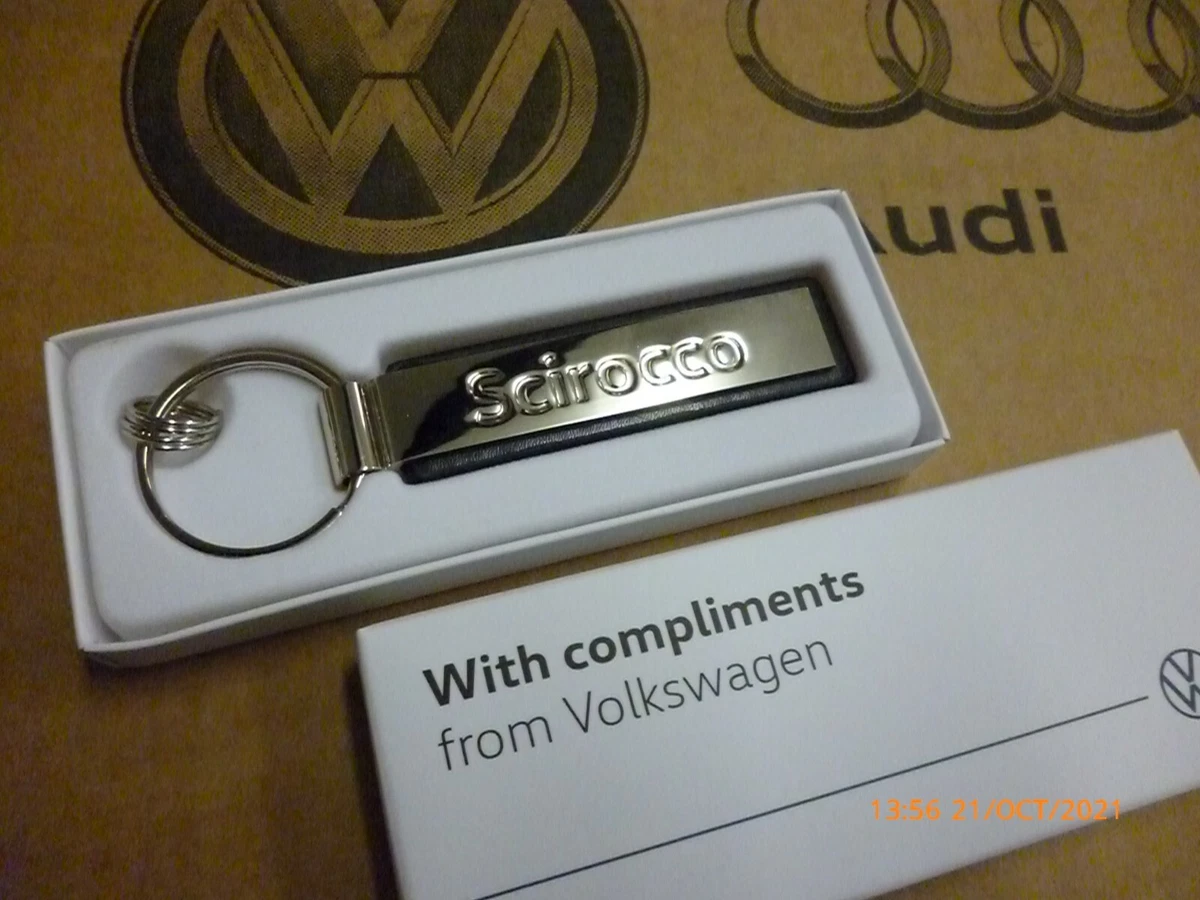 Audi
Scirocco
With compliments
from Volkswagen
13:56 21/OCT/2021